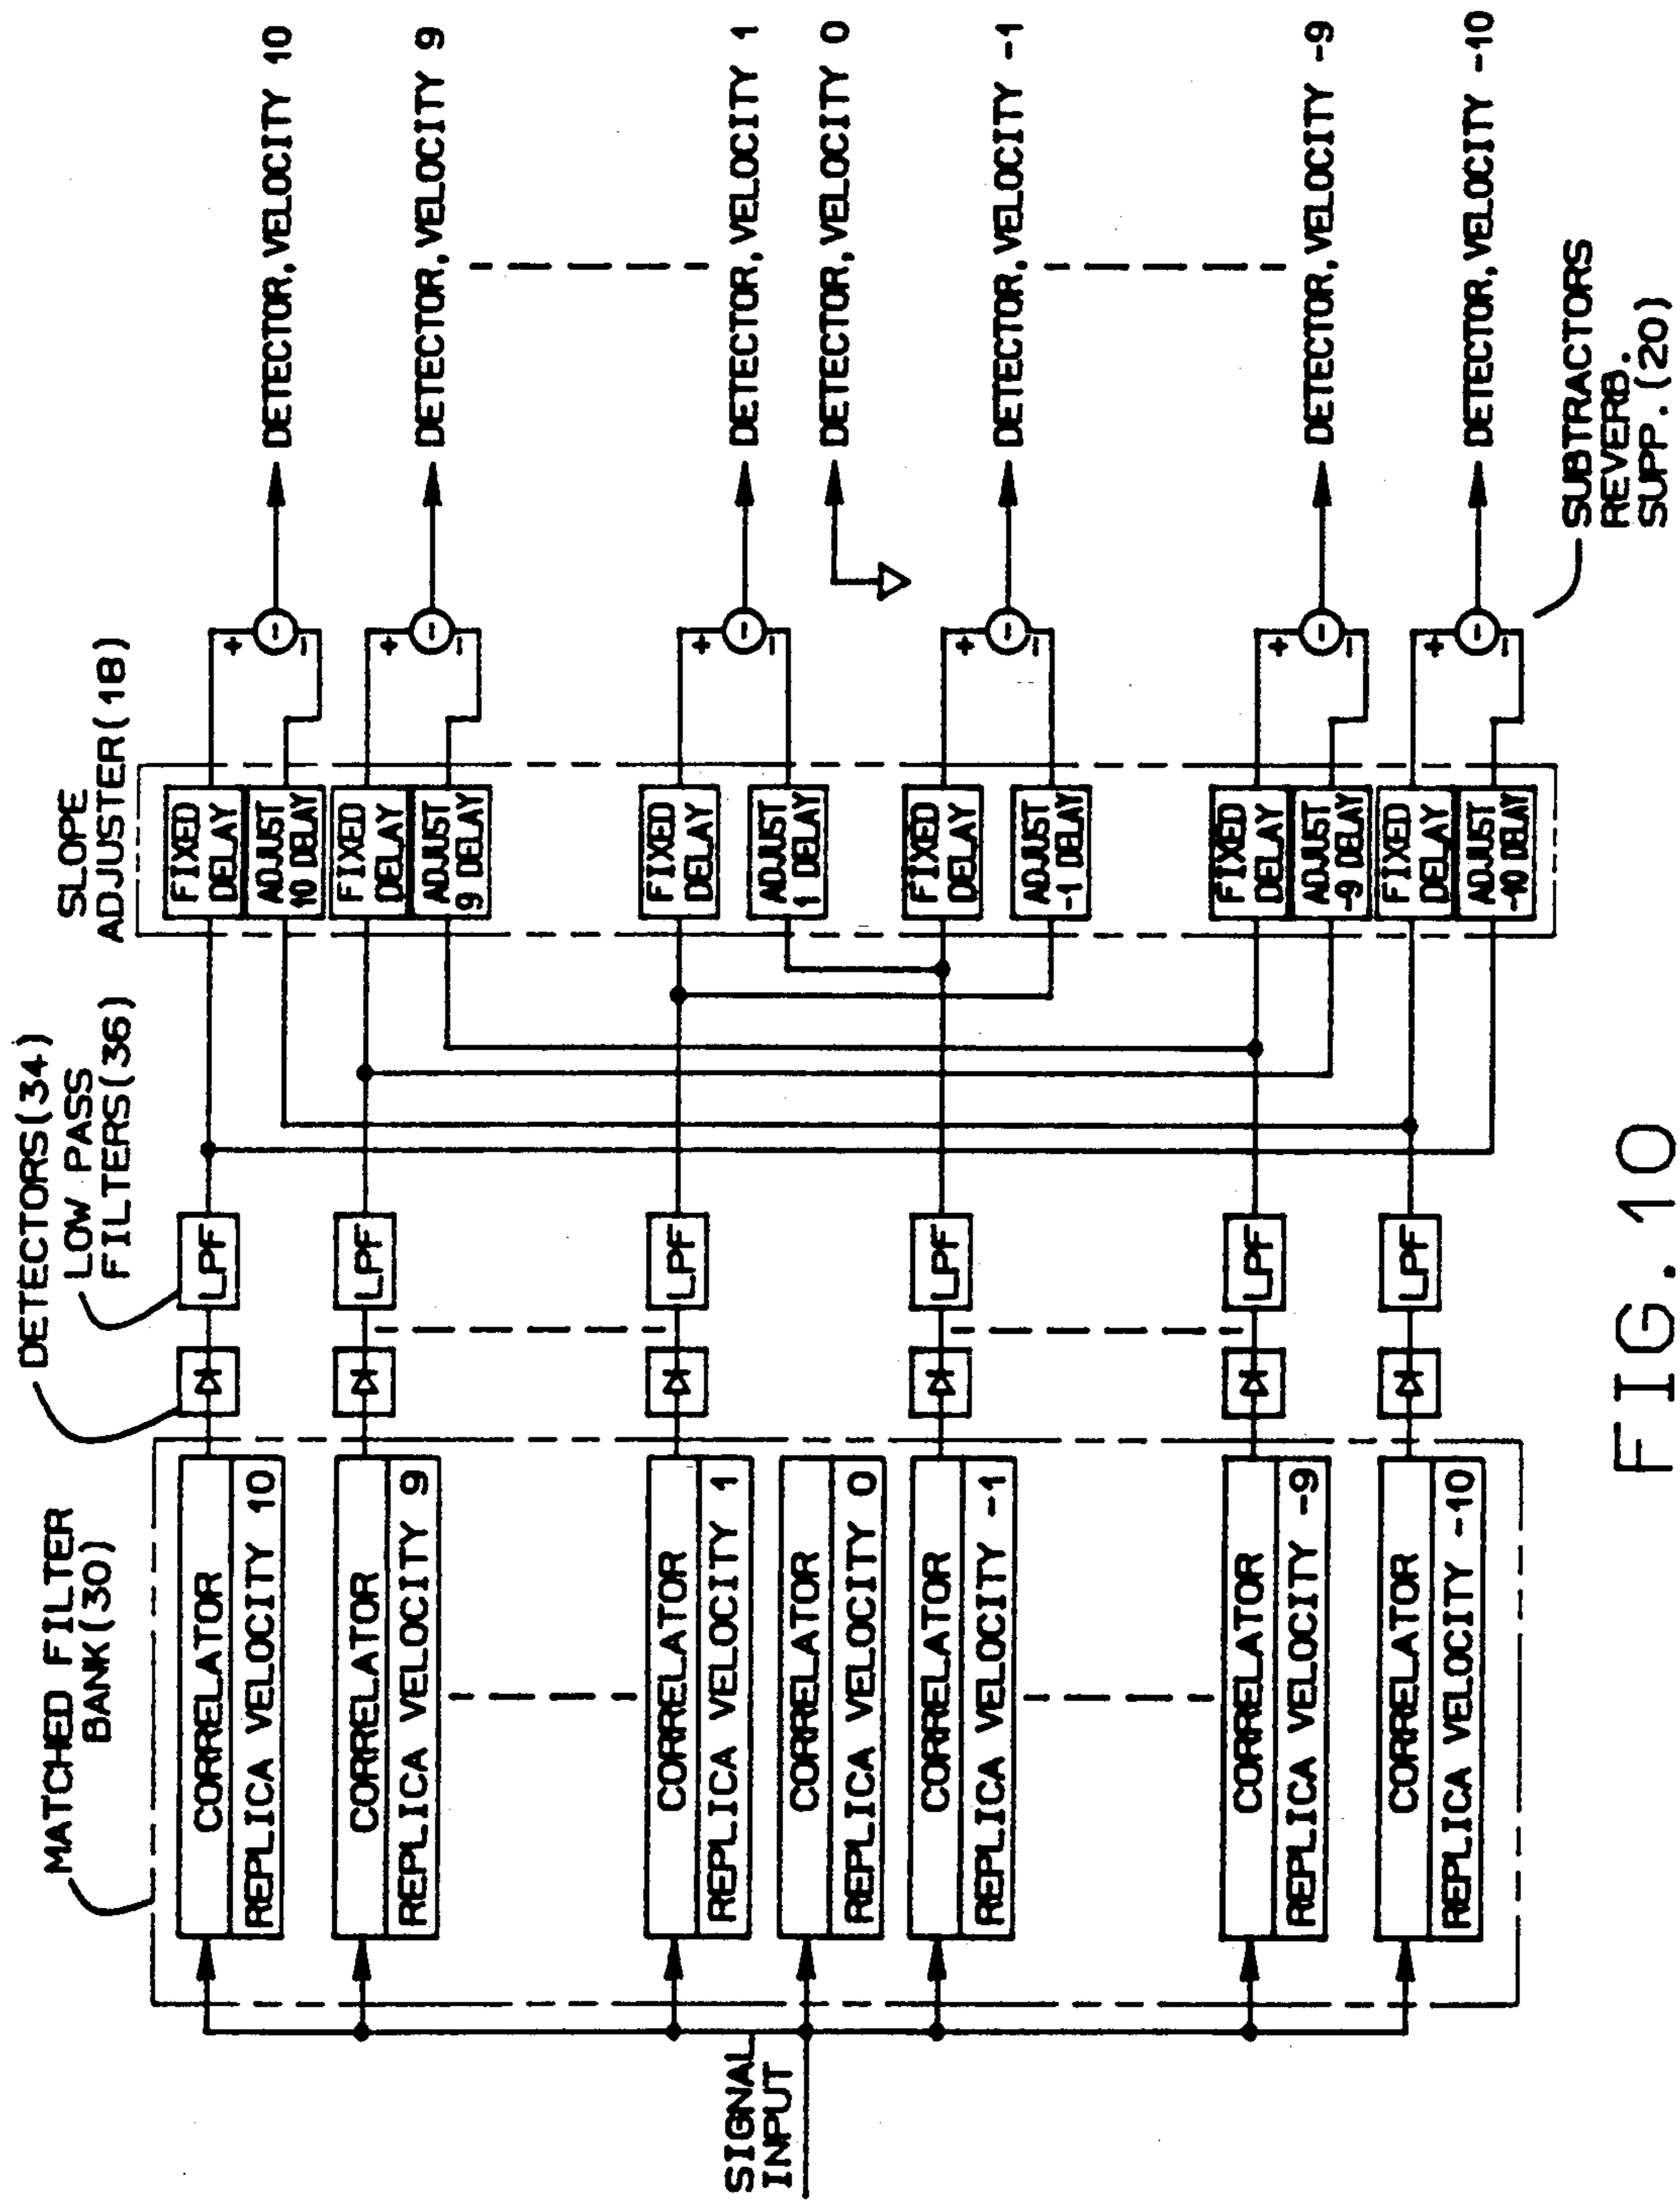 MATCHED FILTER
BANK(30)
DETECTORS(34)
LOW PASS
FILTERS(36)
SLOPE
ADJUSTER(18)
SIGNAL
INPUT
CORRELATOR
REPLICA VELOCITY 10
LPF
FIXED
DELAY
ADJUST
10 DELAY
+
-
-
DETECTOR, VELOCITY 10
CORRELATOR
REPLICA VELOCITY 9
LPF
FIXED
DELAY
ADJUST
9 DELAY
+
-
-
DETECTOR, VELOCITY 9
CORRELATOR
REPLICA VELOCITY 1
LPF
FIXED
DELAY
ADJUST
1 DELAY
+
-
-
DETECTOR, VELOCITY 1
CORRELATOR
REPLICA VELOCITY 0
DETECTOR, VELOCITY 0
CORRELATOR
REPLICA VELOCITY -1
LPF
FIXED
DELAY
ADJUST
-1 DELAY
+
-
-
DETECTOR, VELOCITY -1
CORRELATOR
REPLICA VELOCITY -9
LPF
FIXED
DELAY
ADJUST
-9 DELAY
+
-
-
DETECTOR, VELOCITY -9
CORRELATOR
REPLICA VELOCITY -10
LPF
FIXED
DELAY
ADJUST
-10 DELAY
+
-
-
DETECTOR, VELOCITY -10
SUBTRACTORS
REVERB.
SUPP.(20)
FIG. 10